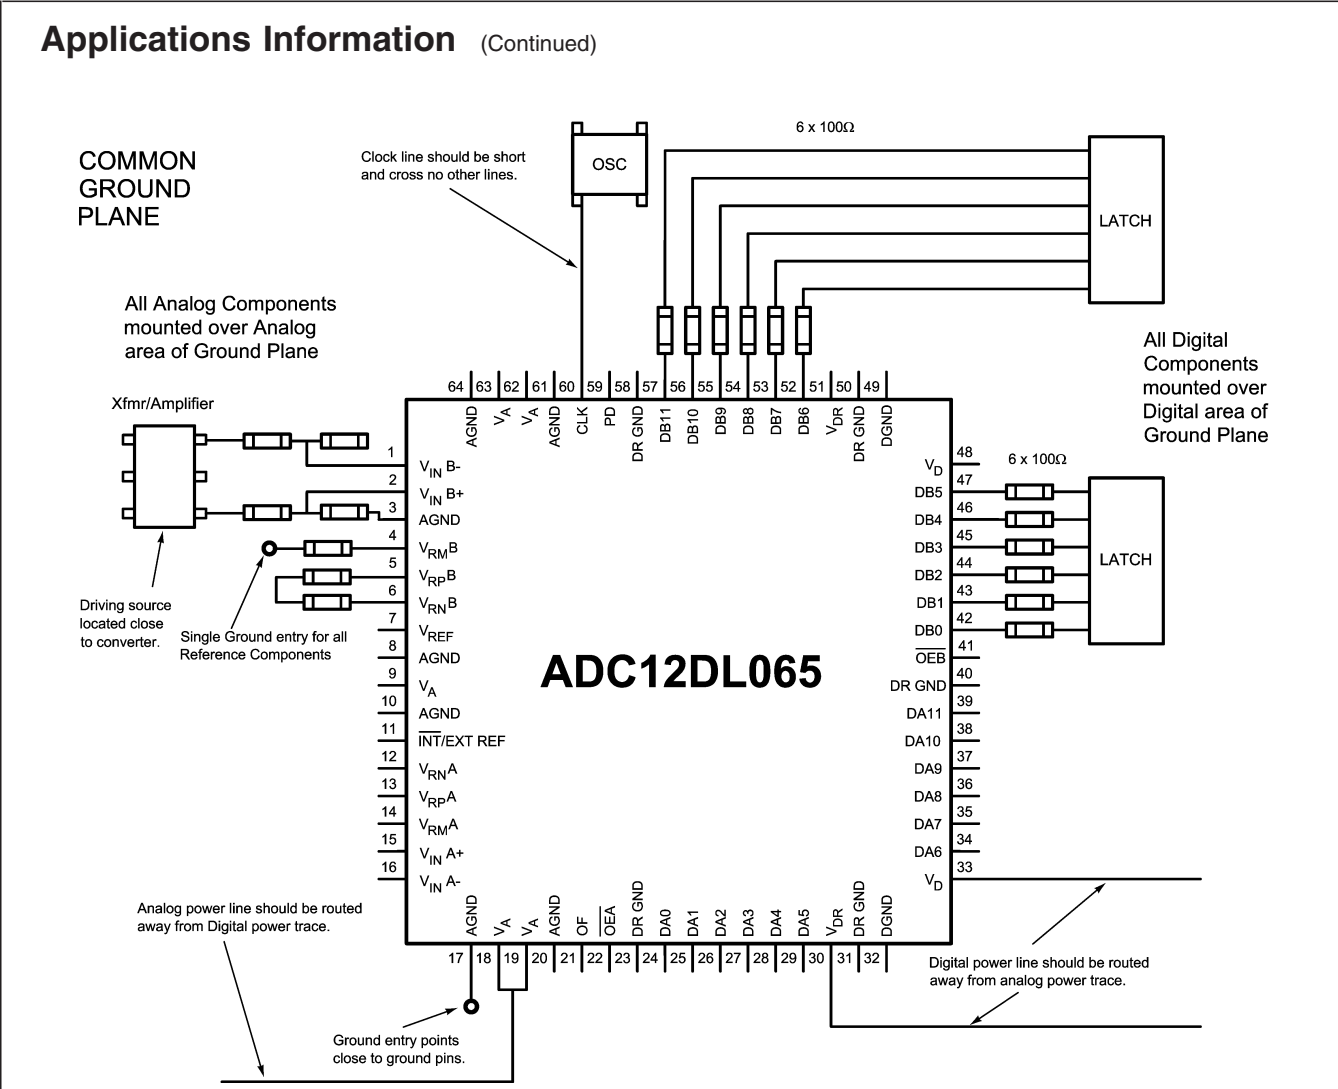 Applications Information (Continued)
COMMON
GROUND
PLANE
Clock line should be short
and cross no other lines.
OSC
6 x 100Ω
LATCH
All Analog Components
mounted over Analog
area of Ground Plane
All Digital
Components
mounted over
Digital area of
Ground Plane
Xfmr/Amplifier
64 63 62 61 60 59 58 57 56 55 54 53 52 51 50 49
AGND VA VA AGND CLK PD DR GND DB11 DB10 DB9 DB8 DB7 DB6 VDR DR GND DGND
1 VIN B-
2 VIN B+
3 AGND
4 VRMB
5 VRPB
6 VRNB
7 VREF
8 AGND
9 VA
10 AGND
11 INT/EXT REF
12 VRNA
13 VRPA
14 VRMA
15 VIN A+
16 VIN A-
Driving source
located close
to converter.
Single Ground entry for all
Reference Components
ADC12DL065
VD 48
6 x 100Ω
DB5 47
DB4 46
DB3 45
DB2 44
DB1 43
DB0 42
OEB 41
DR GND 40
DA11 39
DA10 38
DA9 37
DA8 36
DA7 35
DA6 34
VD 33
LATCH
AGND VA VA AGND OF OEA DR GND DA0 DA1 DA2 DA3 DA4 DA5 VDR DR GND DGND
17 18 19 20 21 22 23 24 25 26 27 28 29 30 31 32
Analog power line should be routed
away from Digital power trace.
Digital power line should be routed
away from analog power trace.
Ground entry points
close to ground pins.